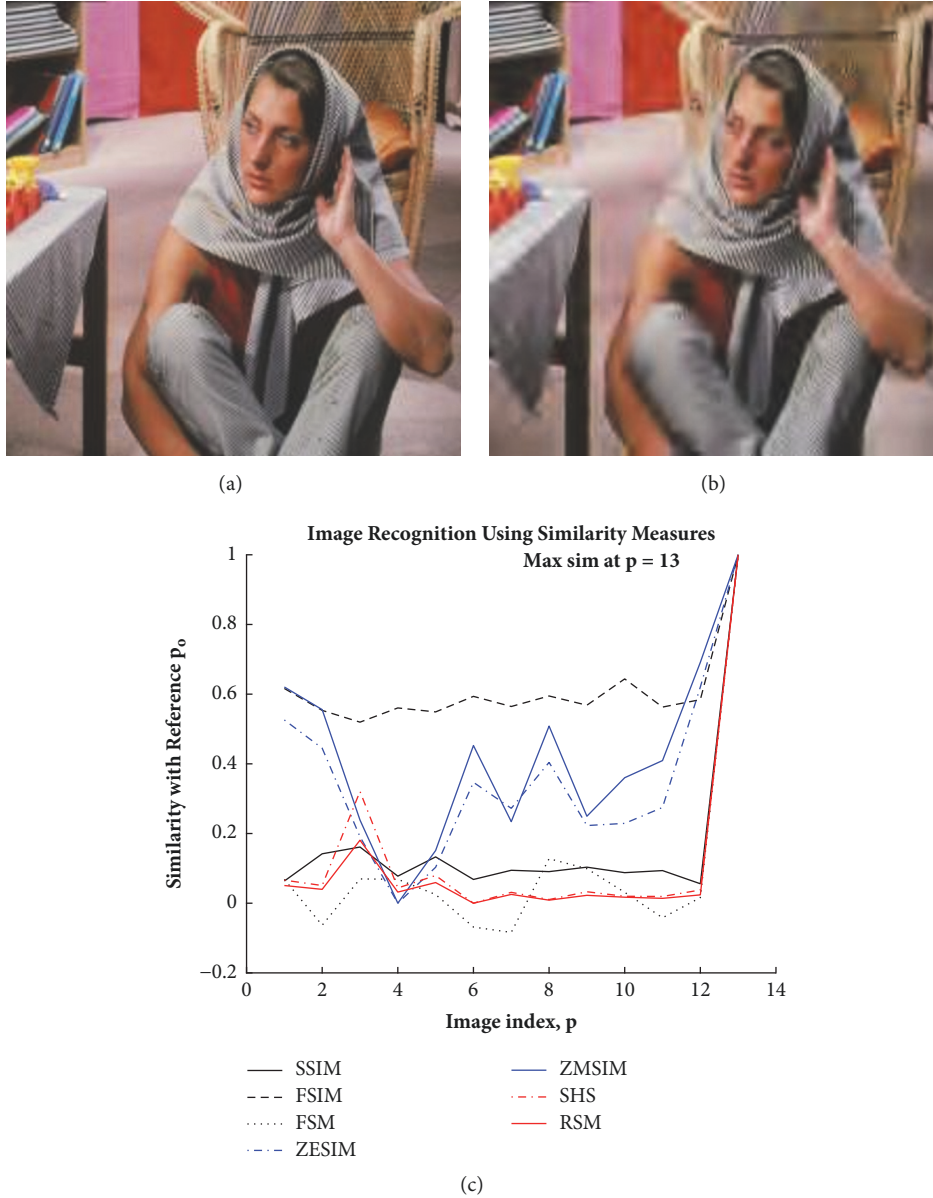 (a)
(b)
Image Recognition Using Similarity Measures
Max sim at p = 13
1
0.8
0.6
0.4
0.2
0
−0.2
Similarity with Reference pₒ
0 2 4 6 8 10 12 14
Image index, p
SSIM
FSIM
FSM
ZESIM
ZMSIM
SHS
RSM
(c)